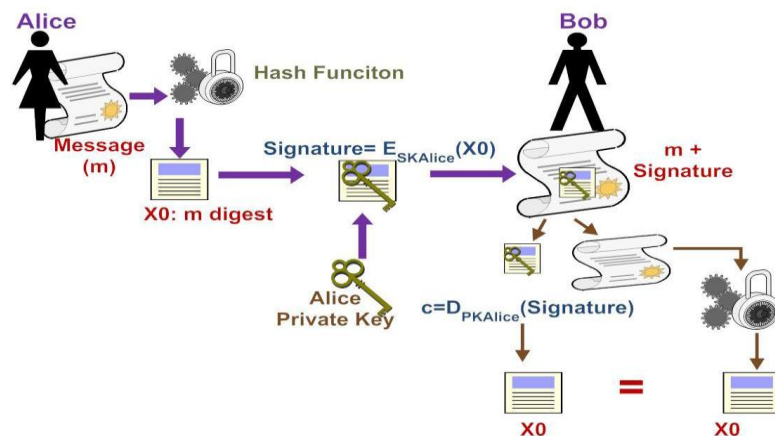 Alice
Bob
Hash Funciton
Message
(m)
Signature= E_SKAlice(X0)
m +
Signature
X0: m digest
Alice
Private Key
c=D_PKAlice(Signature)
=
X0
X0